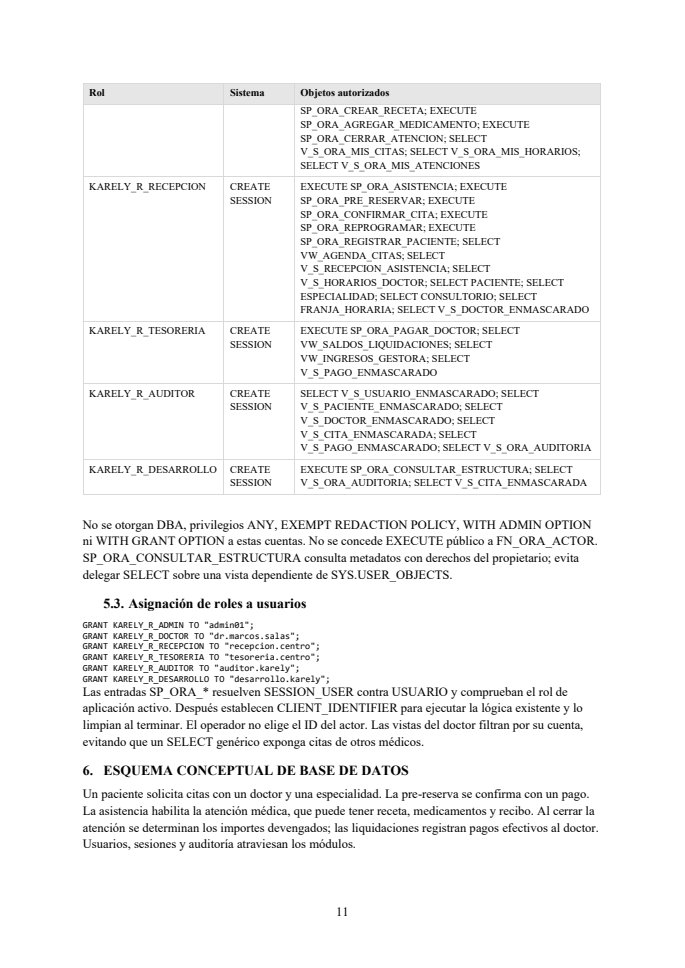 Rol Sistema Objetos autorizados
SP_ORA_CREAR_RECETA; EXECUTE
SP_ORA_AGREGAR_MEDICAMENTO; EXECUTE
SP_ORA_CERRAR_ATENCION; SELECT
V_S_ORA_MIS_CITAS; SELECT V_S_ORA_MIS_HORARIOS;
SELECT V_S_ORA_MIS_ATENCIONES
KARELY_R_RECEPCION CREATE SESSION EXECUTE SP_ORA_ASISTENCIA; EXECUTE
SP_ORA_PRE_RESERVAR; EXECUTE
SP_ORA_CONFIRMAR_CITA; EXECUTE
SP_ORA_REPROGRAMAR; EXECUTE
SP_ORA_REGISTRAR_PACIENTE; SELECT
VW_AGENDA_CITAS; SELECT
V_S_RECEPCION_ASISTENCIA; SELECT
V_S_HORARIOS_DOCTOR; SELECT PACIENTE; SELECT
ESPECIALIDAD; SELECT CONSULTORIO; SELECT
FRANJA_HORARIA; SELECT V_S_DOCTOR_ENMASCARADO
KARELY_R_TESORERIA CREATE SESSION EXECUTE SP_ORA_PAGAR_DOCTOR; SELECT
VW_SALDOS_LIQUIDACIONES; SELECT
VW_INGRESOS_GESTORA; SELECT
V_S_PAGO_ENMASCARADO
KARELY_R_AUDITOR CREATE SESSION SELECT V_S_USUARIO_ENMASCARADO; SELECT
V_S_PACIENTE_ENMASCARADO; SELECT
V_S_DOCTOR_ENMASCARADO; SELECT
V_S_CITA_ENMASCARADA; SELECT
V_S_PAGO_ENMASCARADO; SELECT V_S_ORA_AUDITORIA
KARELY_R_DESARROLLO CREATE SESSION EXECUTE SP_ORA_CONSULTAR_ESTRUCTURA; SELECT
V_S_ORA_AUDITORIA; SELECT V_S_CITA_ENMASCARADA
No se otorgan DBA, privilegios ANY, EXEMPT REDACTION POLICY, WITH ADMIN OPTION
ni WITH GRANT OPTION a estas cuentas. No se concede EXECUTE público a FN_ORA_ACTOR.
SP_ORA_CONSULTAR_ESTRUCTURA consulta metadatos con derechos del propietario; evita
delegar SELECT sobre una vista dependiente de SYS.USER_OBJECTS.
5.3. Asignación de roles a usuarios
GRANT KARELY_R_ADMIN TO "admin01";
GRANT KARELY_R_DOCTOR TO "dr.marcos.salas";
GRANT KARELY_R_RECEPCION TO "recepcion.centro";
GRANT KARELY_R_TESORERIA TO "tesoreria.centro";
GRANT KARELY_R_AUDITOR TO "auditor.karely";
GRANT KARELY_R_DESARROLLO TO "desarrollo.karely";
Las entradas SP_ORA_* resuelven SESSION_USER contra USUARIO y comprueban el rol de
aplicación activo. Después establecen CLIENT_IDENTIFIER para ejecutar la lógica existente y lo
limpian al terminar. El operador no elige el ID del actor. Las vistas del doctor filtran por su cuenta,
evitando que un SELECT genérico exponga citas de otros médicos.
6. ESQUEMA CONCEPTUAL DE BASE DE DATOS
Un paciente solicita citas con un doctor y una especialidad. La pre-reserva se confirma con un pago.
La asistencia habilita la atención médica, que puede tener receta, medicamentos y recibo. Al cerrar la
atención se determinan los importes devengados; las liquidaciones registran pagos efectivos al doctor.
Usuarios, sesiones y auditoría atraviesan los módulos.
11